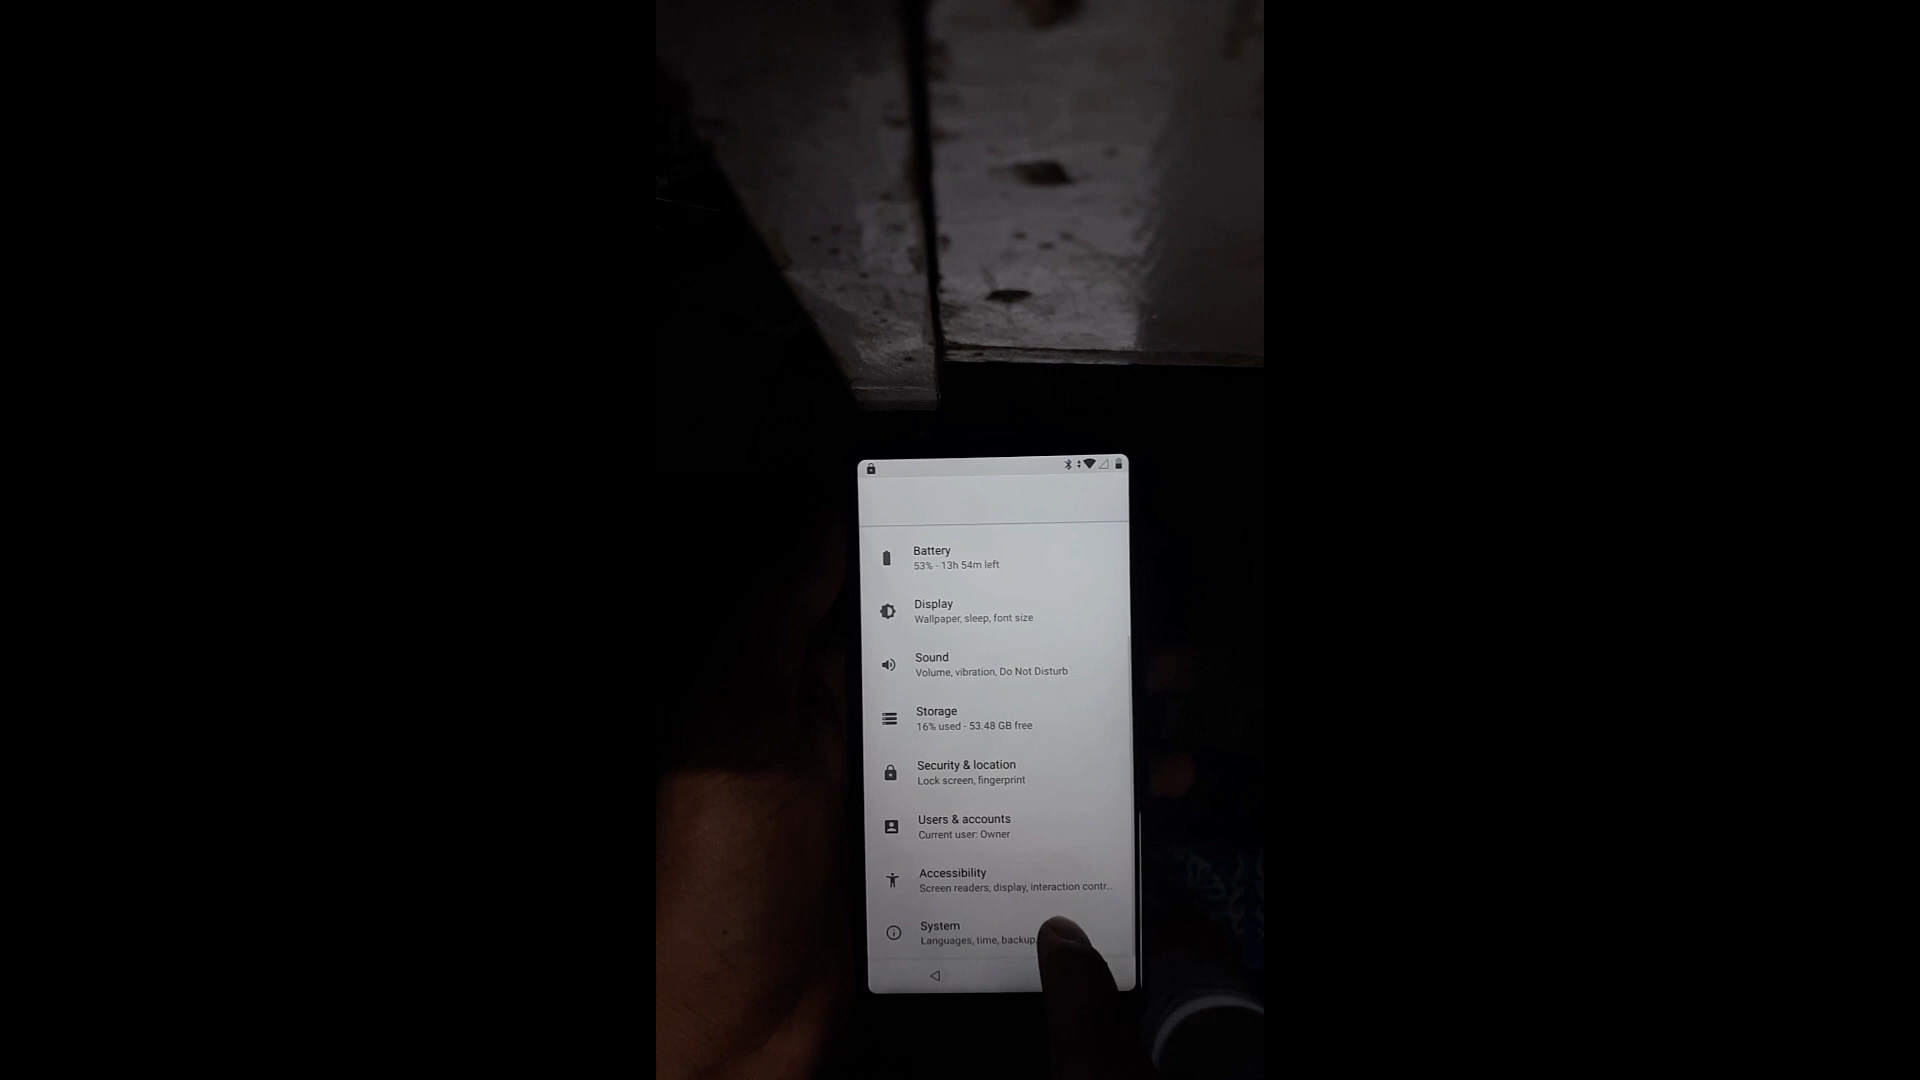 Battery
53% - 13h 54m left
Display
Wallpaper, sleep, font size
Sound
Volume, vibration, Do Not Disturb
Storage
16% used - 53.48 GB free
Security & location
Lock screen, fingerprint
Users & accounts
Current user: Owner
Accessibility
Screen readers, display, interaction contr...
System
Languages, time, backup,